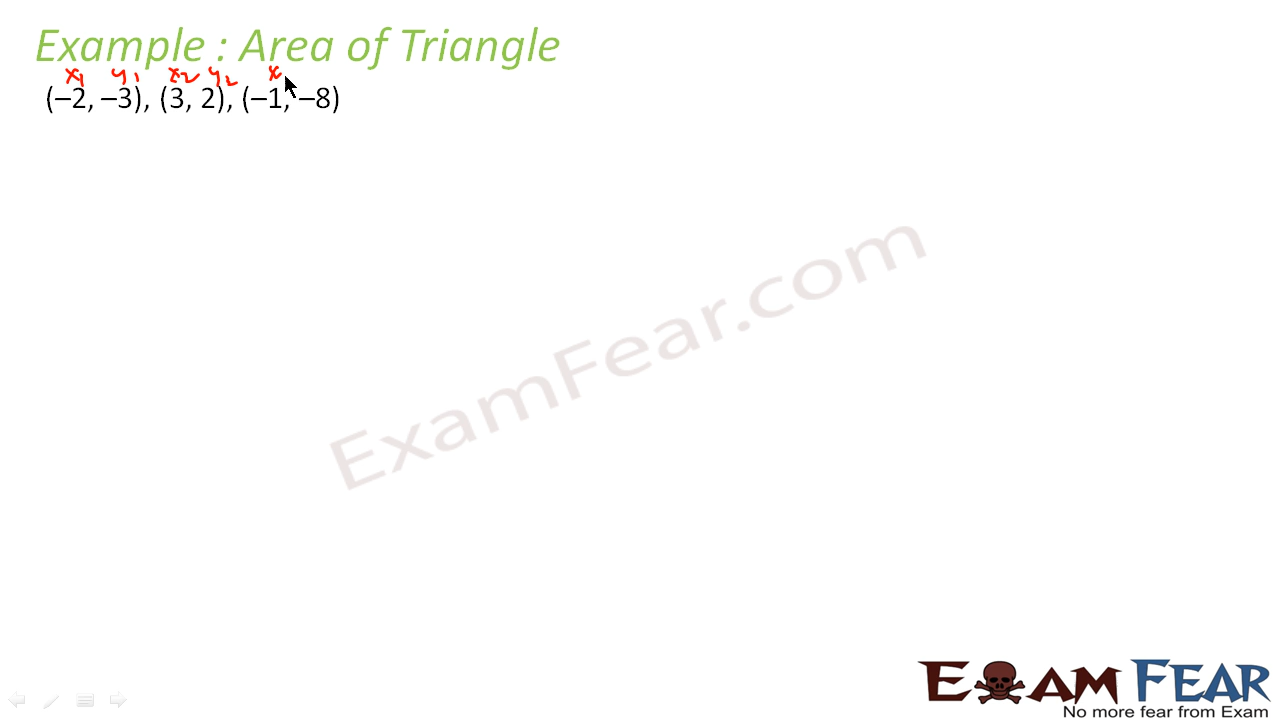 Example : Area of Triangle
x1 y1 x2 y2 x
(–2, –3), (3, 2), (–1, –8)
ExamFear.com
EXAM FEAR
No more fear from Exam